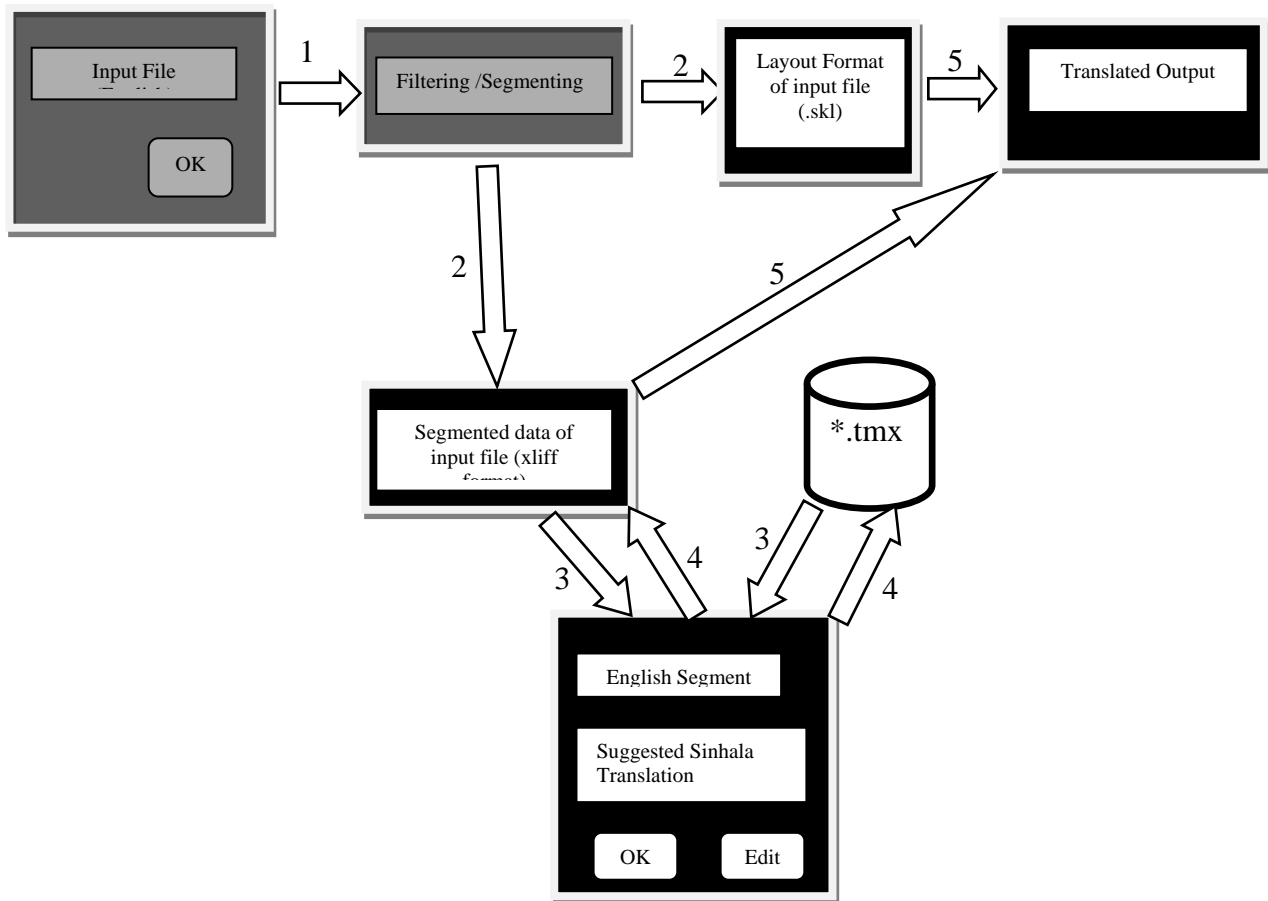 Input File
OK
1
Filtering /Segmenting
2
Layout Format
of input file
(.skl)
5
Translated Output
2
5
Segmented data of
input file (xliff
*.tmx
3
4
3
4
English Segment
Suggested Sinhala
Translation
OK
Edit